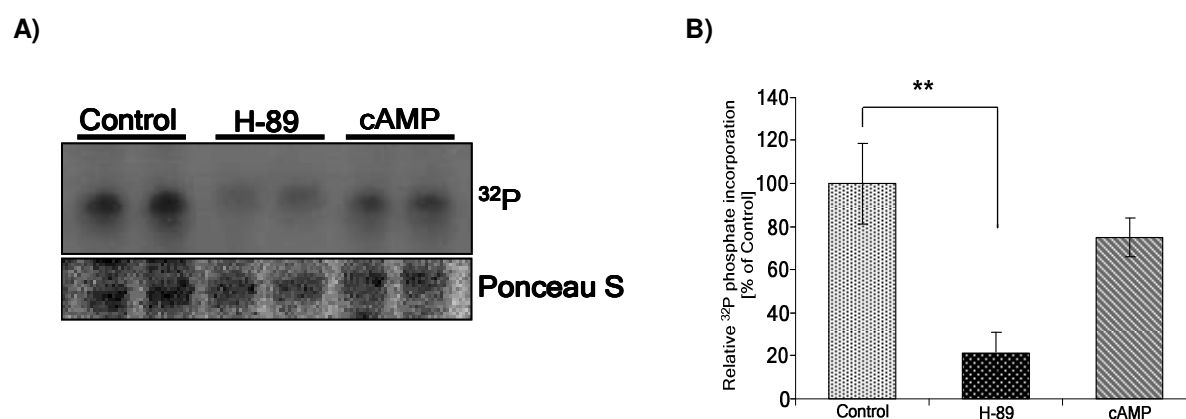 A)
Control H-89 cAMP
³²P
Ponceau S
B)
**
Relative ³²P phosphate incorporation
[% of Control]
140
120
100
80
60
40
20
0
Control H-89 cAMP